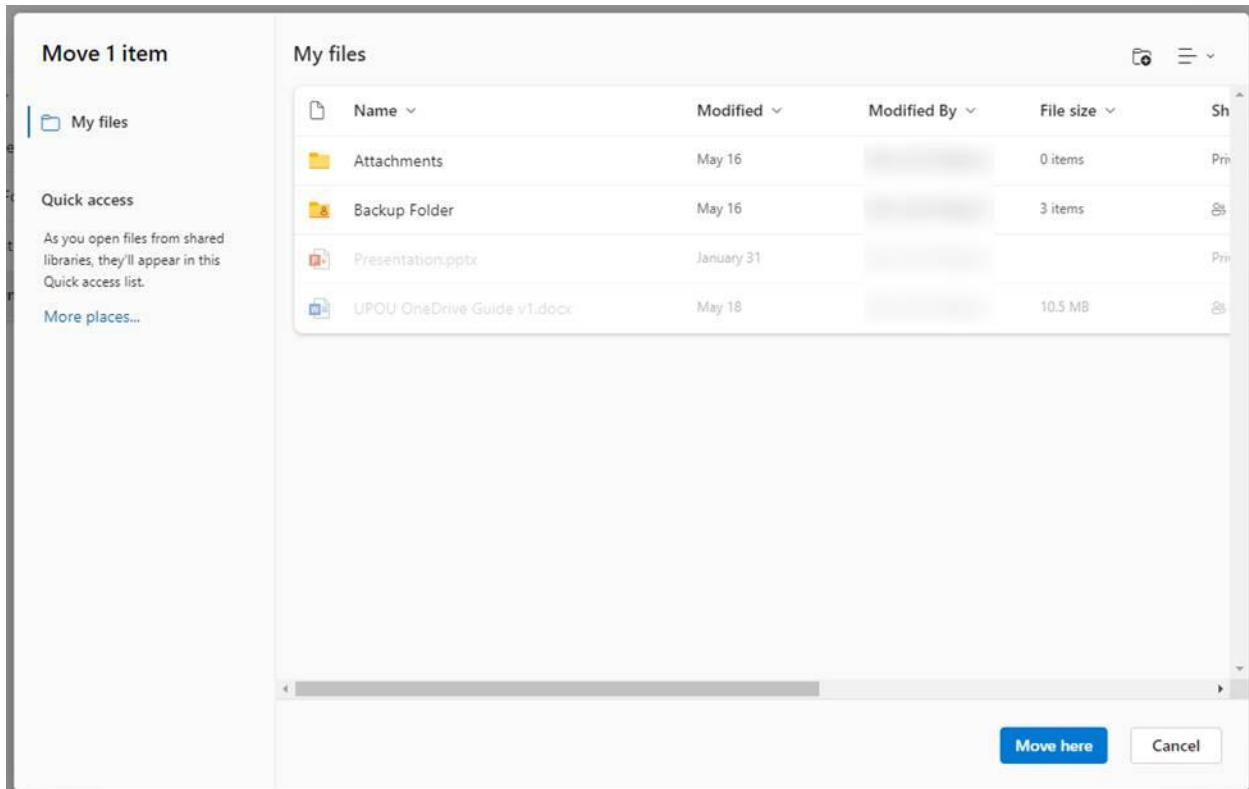 Move 1 item
My files
Quick access
As you open files from shared
libraries, they'll appear in this
Quick access list.
More places...
My files
Name Modified Modified By File size Sh
Attachments May 16 0 items Priv
Backup Folder May 16 3 items
Presentation.pptx January 31 Priv
UPOU OneDrive Guide v1.docx May 18 10.5 MB
Move here Cancel